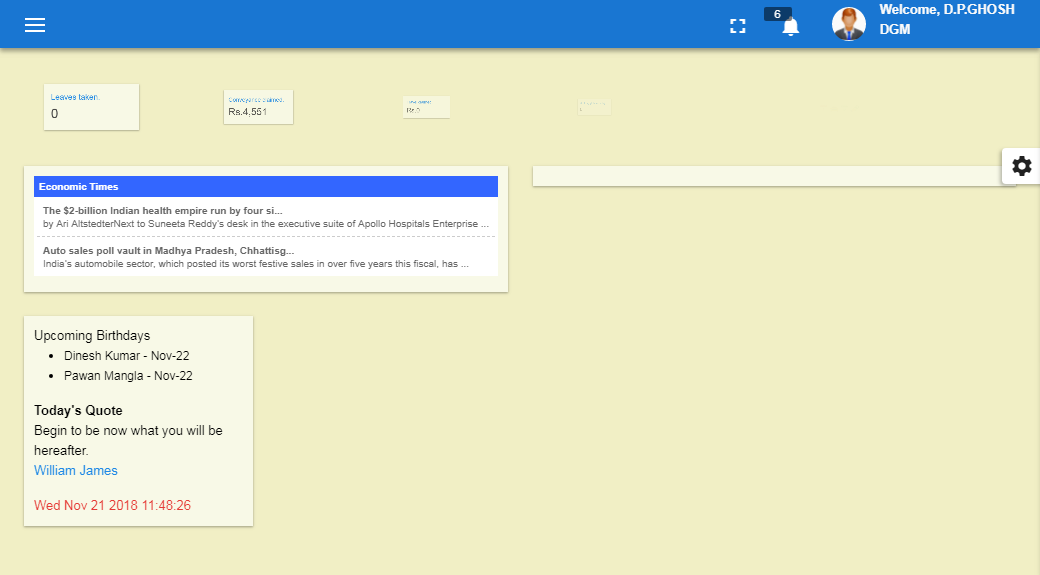 6
Welcome, D.P.GHOSH
DGM
Leaves taken.
0
Conveyance claimed.
Rs.4,551
Rs.0
Economic Times
The $2-billion Indian health empire run by four si...
by Ari AltstedterNext to Suneeta Reddy's desk in the executive suite of Apollo Hospitals Enterprise ...
Auto sales poll vault in Madhya Pradesh, Chhattisg...
India's automobile sector, which posted its worst festive sales in over five years this fiscal, has ...
Upcoming Birthdays
• Dinesh Kumar - Nov-22
• Pawan Mangla - Nov-22
Today's Quote
Begin to be now what you will be
hereafter.
William James
Wed Nov 21 2018 11:48:26